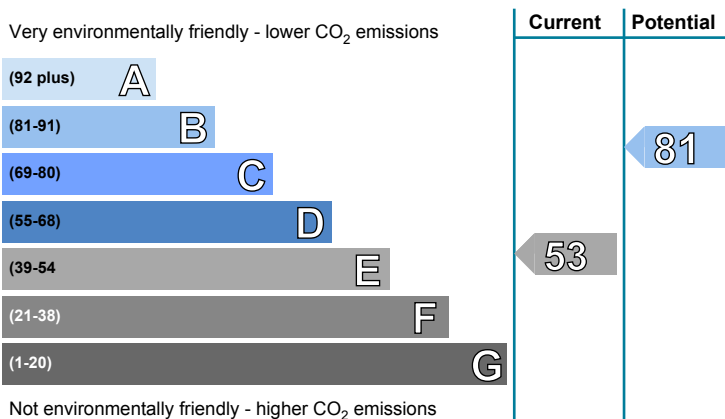 Current Potential
Very environmentally friendly - lower CO2 emissions
(92 plus) A
(81-91) B
81
(69-80) C
(55-68) D
53
(39-54 E
(21-38) F
(1-20) G
Not environmentally friendly - higher CO2 emissions